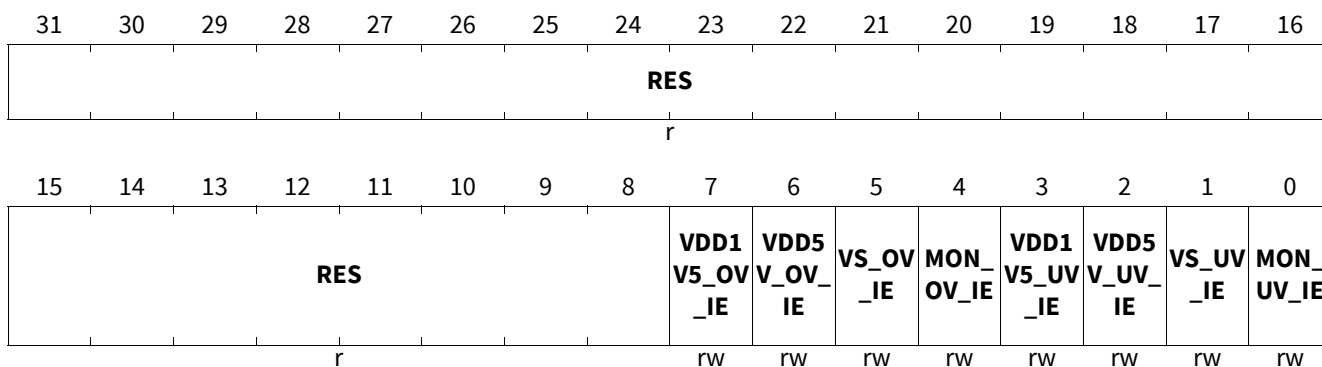 31 30 29 28 27 26 25 24 23 22 21 20 19 18 17 16
RES
r
15 14 13 12 11 10 9 8 7 6 5 4 3 2 1 0
RES
VDD1
V5_OV
_IE
VDD5
V_OV_
IE
VS_OV
_IE
MON_
OV_IE
VDD1
V5_UV
_IE
VDD5
V_UV_
IE
VS_UV
_IE
MON_
UV_IE
r rw rw rw rw rw rw rw rw